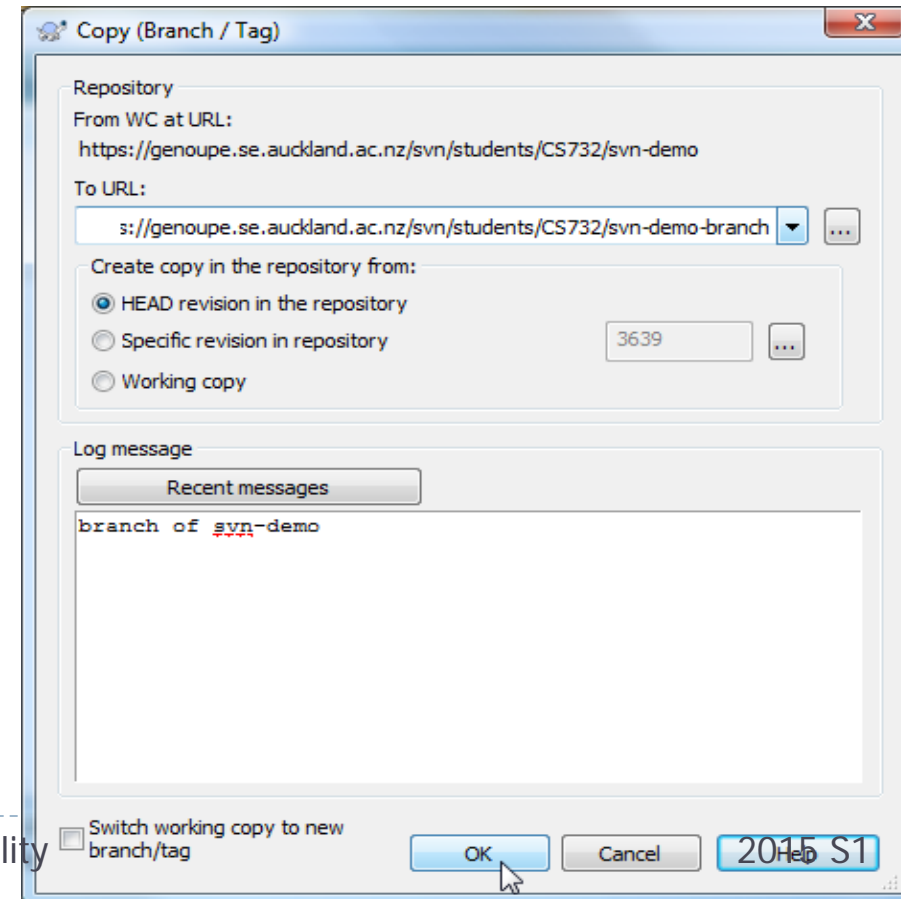 Copy (Branch / Tag)
Repository
From WC at URL:
https://genoupe.se.auckland.ac.nz/svn/students/CS732/svn-demo
To URL:
s://genoupe.se.auckland.ac.nz/svn/students/CS732/svn-demo-branch
...
Create copy in the repository from:
HEAD revision in the repository
Specific revision in repository
3639
...
Working copy
Log message
Recent messages
branch of svn-demo
Switch working copy to new
branch/tag
lity
OK
Cancel
Help
2015 S1